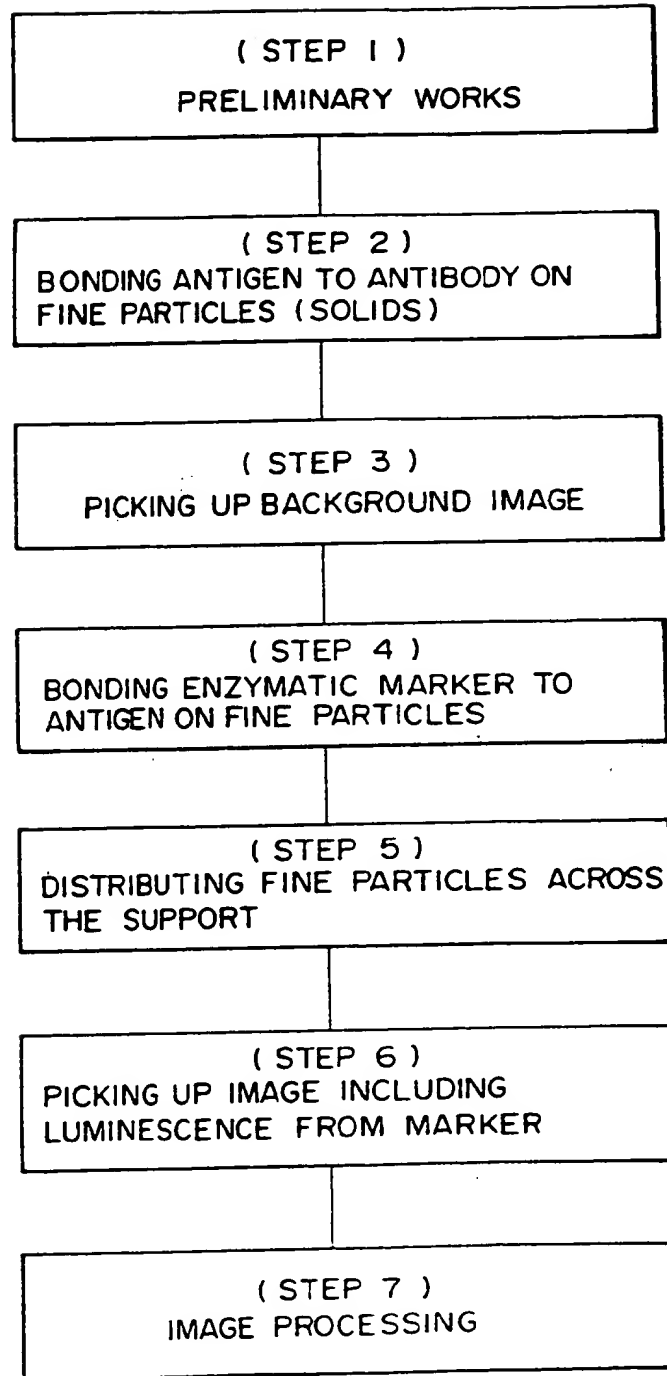 ( STEP 1 )
PRELIMINARY WORKS
( STEP 2 )
BONDING ANTIGEN TO ANTIBODY ON
FINE PARTICLES (SOLIDS)
( STEP 3 )
PICKING UP BACKGROUND IMAGE
( STEP 4 )
BONDING ENZYMATIC MARKER TO
ANTIGEN ON FINE PARTICLES
( STEP 5 )
DISTRIBUTING FINE PARTICLES ACROSS
THE SUPPORT
( STEP 6 )
PICKING UP IMAGE INCLUDING
LUMINESCENCE FROM MARKER
( STEP 7 )
IMAGE PROCESSING